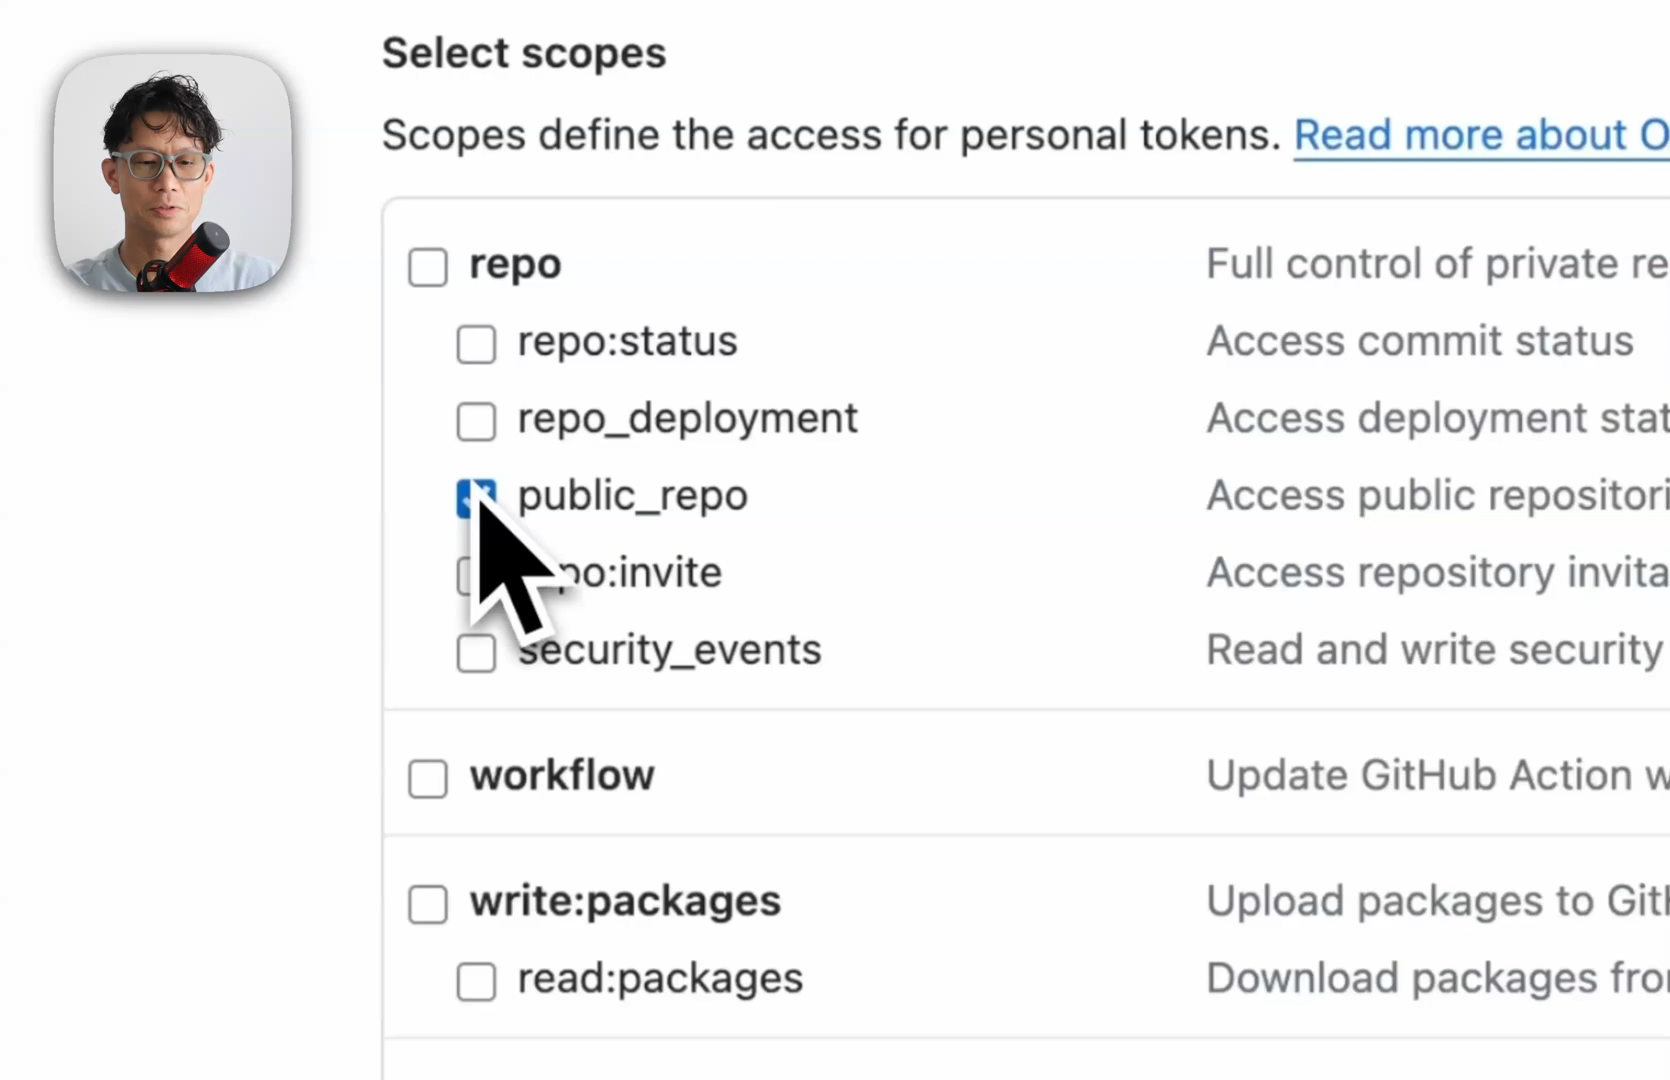 Select scopes
Scopes define the access for personal tokens. Read more about O
repo Full control of private re
repo:status Access commit status
repo_deployment Access deployment stat
public_repo Access public repositori
po:invite Access repository invita
security_events Read and write security
workflow Update GitHub Action w
write:packages Upload packages to Git
read:packages Download packages fro